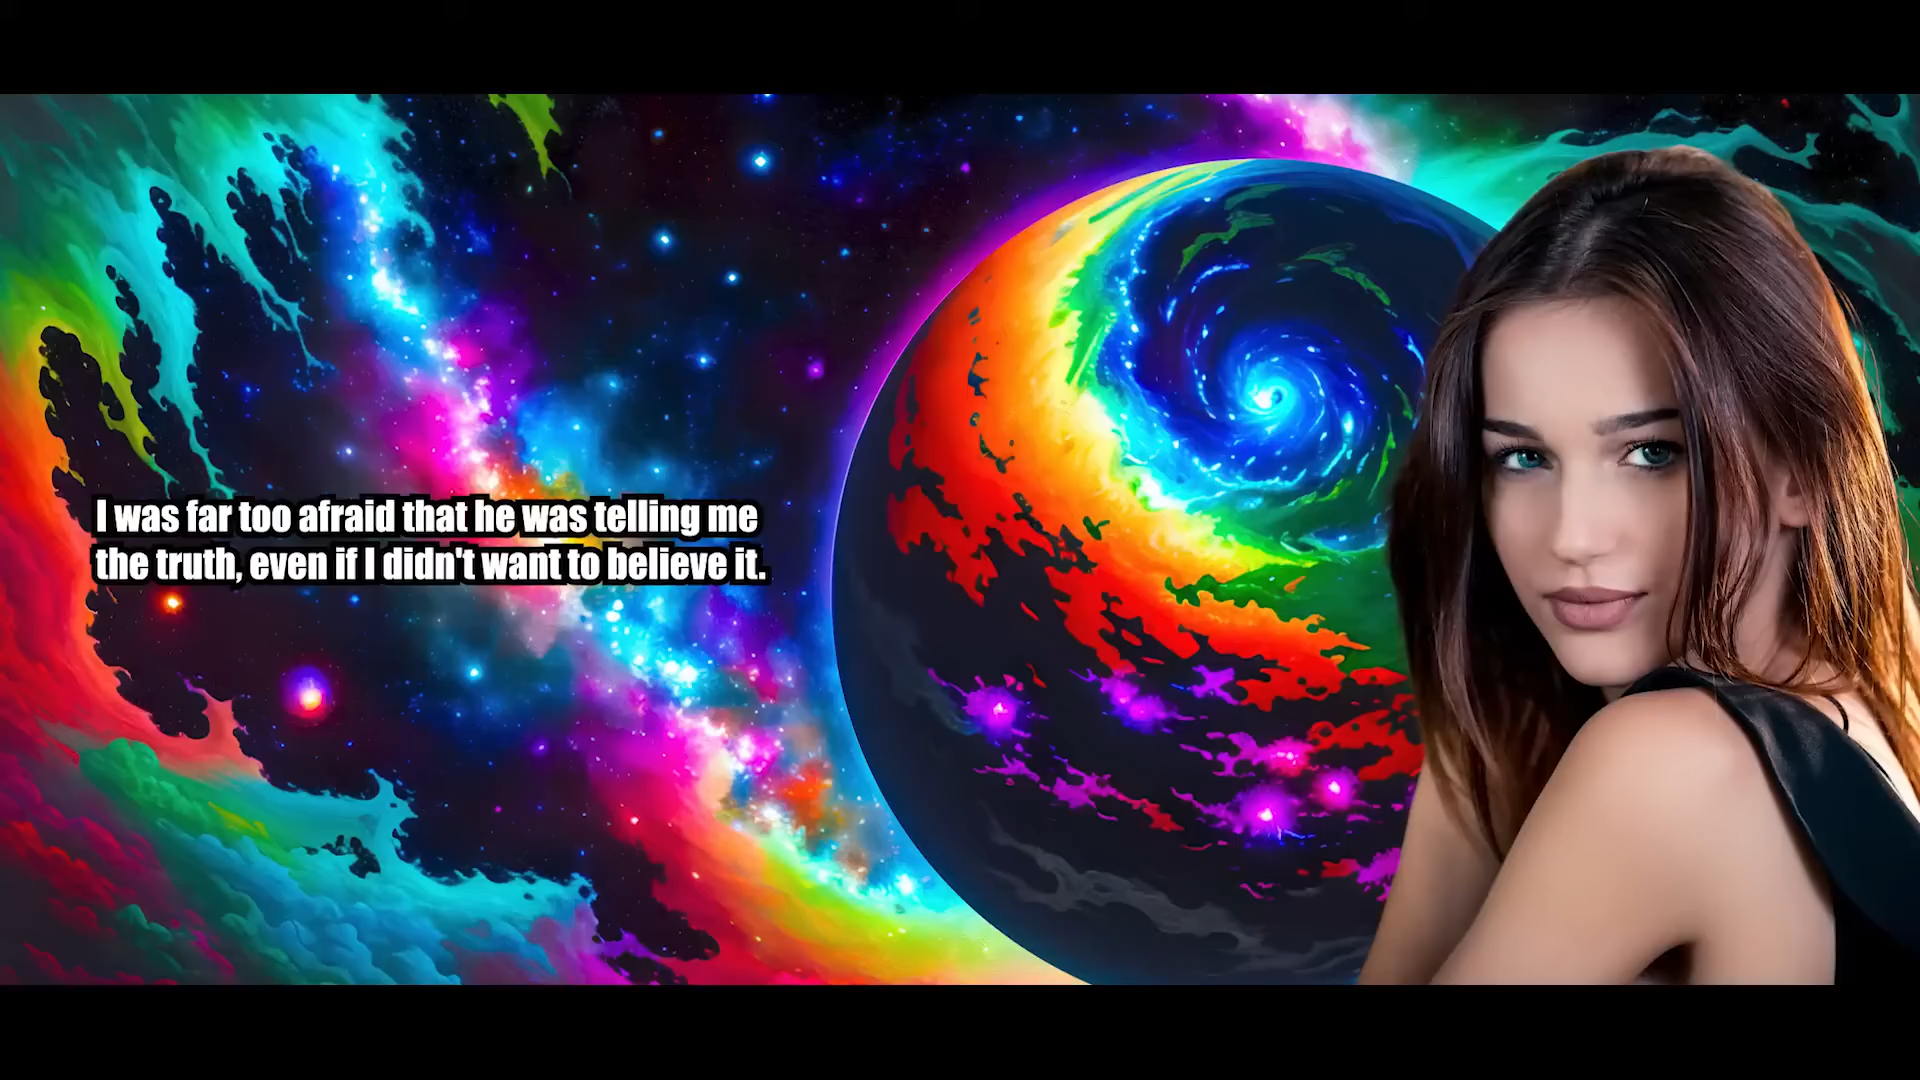 I was far too afraid that he was telling me
the truth, even if I didn't want to believe it.